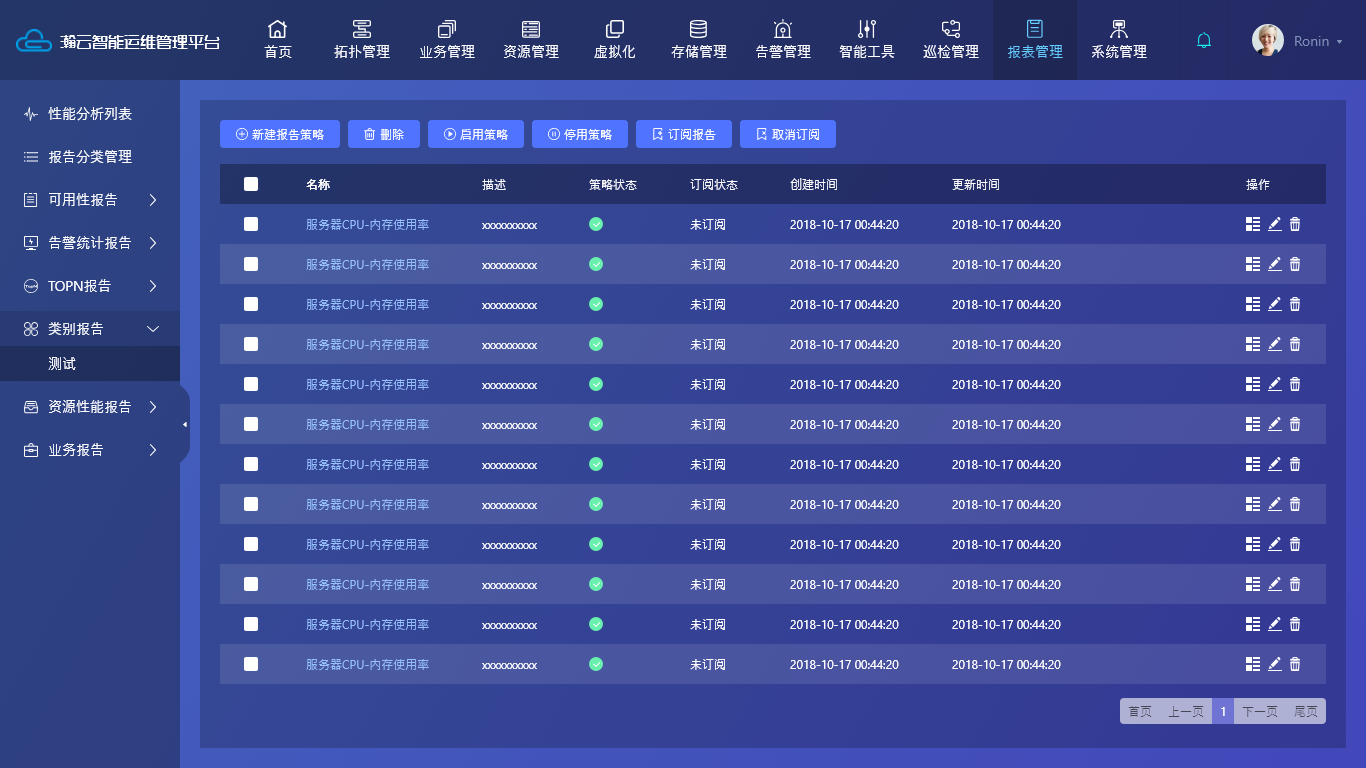 瀚云智能运维管理平台
首页 拓扑管理 业务管理 资源管理 虚拟化 存储管理 告警管理 智能工具 巡检管理 报表管理 系统管理 Ronin
性能分析列表
报告分类管理
可用性报告
告警统计报告
TOPN报告
类别报告
测试
资源性能报告
业务报告
新建报告策略 删除 启用策略 停用策略 订阅报告 取消订阅
名称 描述 策略状态 订阅状态 创建时间 更新时间 操作
服务器CPU-内存使用率 xxxxxxxxxx 未订阅 2018-10-17 00:44:20 2018-10-17 00:44:20
服务器CPU-内存使用率 xxxxxxxxxx 未订阅 2018-10-17 00:44:20 2018-10-17 00:44:20
服务器CPU-内存使用率 xxxxxxxxxx 未订阅 2018-10-17 00:44:20 2018-10-17 00:44:20
服务器CPU-内存使用率 xxxxxxxxxx 未订阅 2018-10-17 00:44:20 2018-10-17 00:44:20
服务器CPU-内存使用率 xxxxxxxxxx 未订阅 2018-10-17 00:44:20 2018-10-17 00:44:20
服务器CPU-内存使用率 xxxxxxxxxx 未订阅 2018-10-17 00:44:20 2018-10-17 00:44:20
服务器CPU-内存使用率 xxxxxxxxxx 未订阅 2018-10-17 00:44:20 2018-10-17 00:44:20
服务器CPU-内存使用率 xxxxxxxxxx 未订阅 2018-10-17 00:44:20 2018-10-17 00:44:20
服务器CPU-内存使用率 xxxxxxxxxx 未订阅 2018-10-17 00:44:20 2018-10-17 00:44:20
服务器CPU-内存使用率 xxxxxxxxxx 未订阅 2018-10-17 00:44:20 2018-10-17 00:44:20
服务器CPU-内存使用率 xxxxxxxxxx 未订阅 2018-10-17 00:44:20 2018-10-17 00:44:20
服务器CPU-内存使用率 xxxxxxxxxx 未订阅 2018-10-17 00:44:20 2018-10-17 00:44:20
首页 上一页 1 下一页 尾页